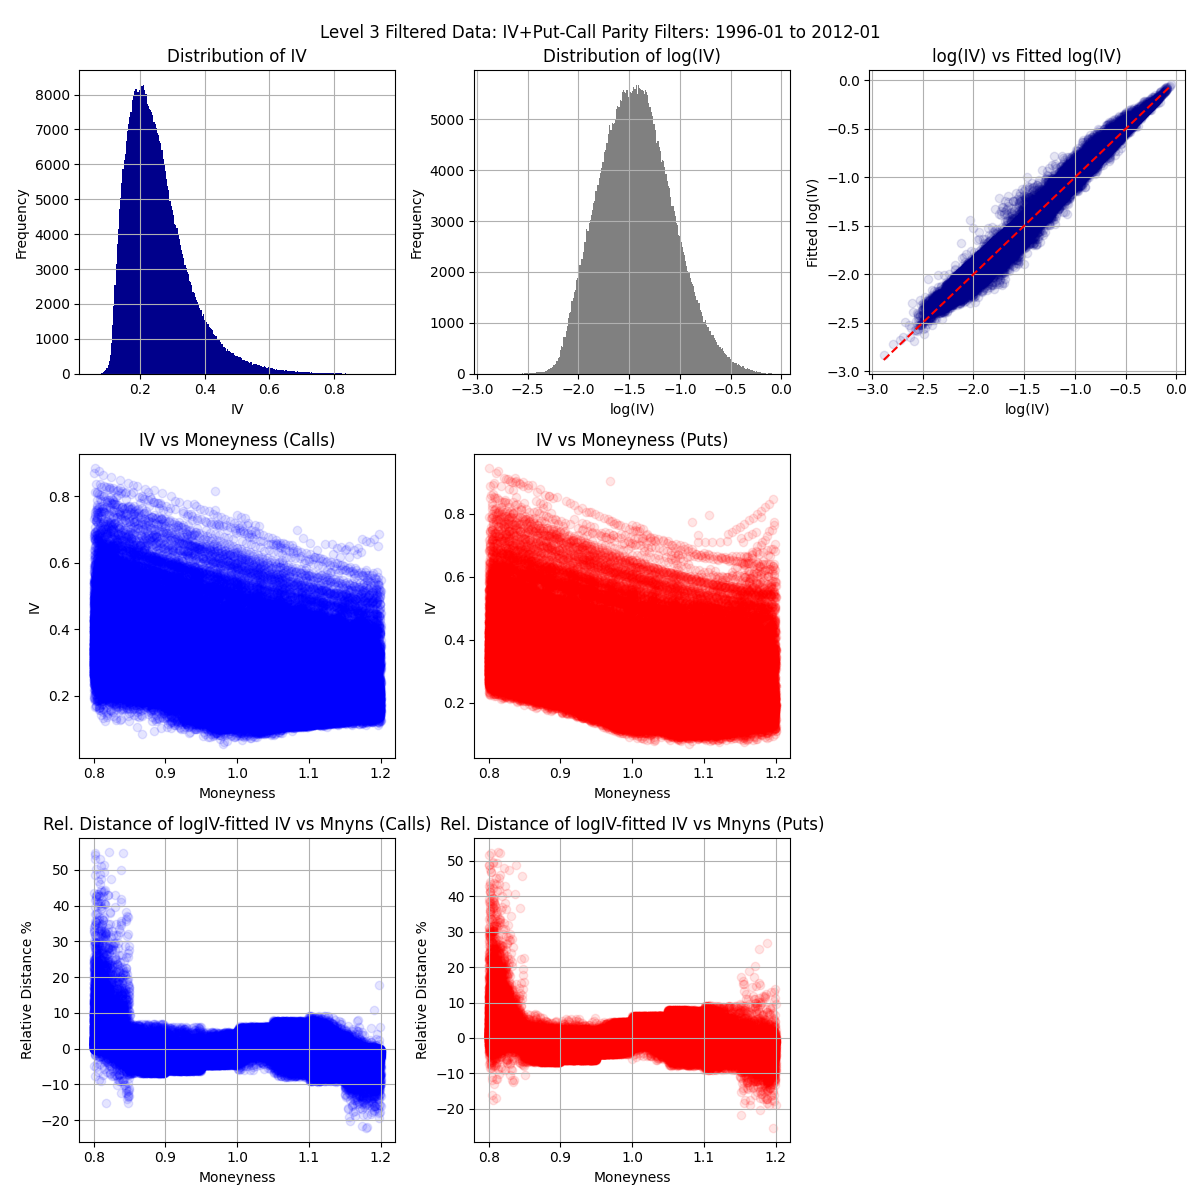 Level 3 Filtered Data: IV+Put-Call Parity Filters: 1996-01 to 2012-01
Distribution of IV
8000
7000
6000
5000
4000
3000
2000
1000
0
Frequency
0.2 0.4 0.6 0.8
IV
Distribution of log(IV)
5000
4000
3000
2000
1000
0
Frequency
−3.0 −2.5 −2.0 −1.5 −1.0 −0.5 0.0
log(IV)
log(IV) vs Fitted log(IV)
0.0
−0.5
−1.0
−1.5
−2.0
−2.5
−3.0
Fitted log(IV)
−3.0 −2.5 −2.0 −1.5 −1.0 −0.5 0.0
log(IV)
IV vs Moneyness (Calls)
0.8
0.6
0.4
0.2
IV
0.8 0.9 1.0 1.1 1.2
Moneyness
IV vs Moneyness (Puts)
0.8
0.6
0.4
0.2
IV
0.8 0.9 1.0 1.1 1.2
Moneyness
Rel. Distance of logIV-fitted IV vs Mnyns (Calls)
50
40
30
20
10
0
−10
−20
Relative Distance %
0.8 0.9 1.0 1.1 1.2
Moneyness
Rel. Distance of logIV-fitted IV vs Mnyns (Puts)
50
40
30
20
10
0
−10
−20
Relative Distance %
0.8 0.9 1.0 1.1 1.2
Moneyness